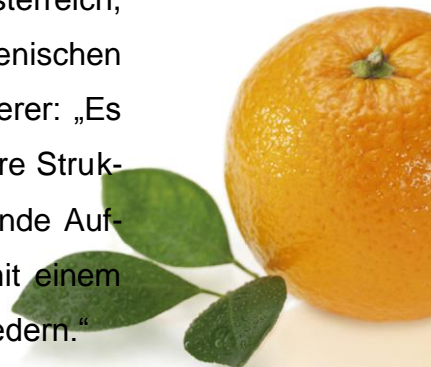 sterreich,
enischen
erer: „Es
re Struk-
nde Auf-
it einem
edern.“